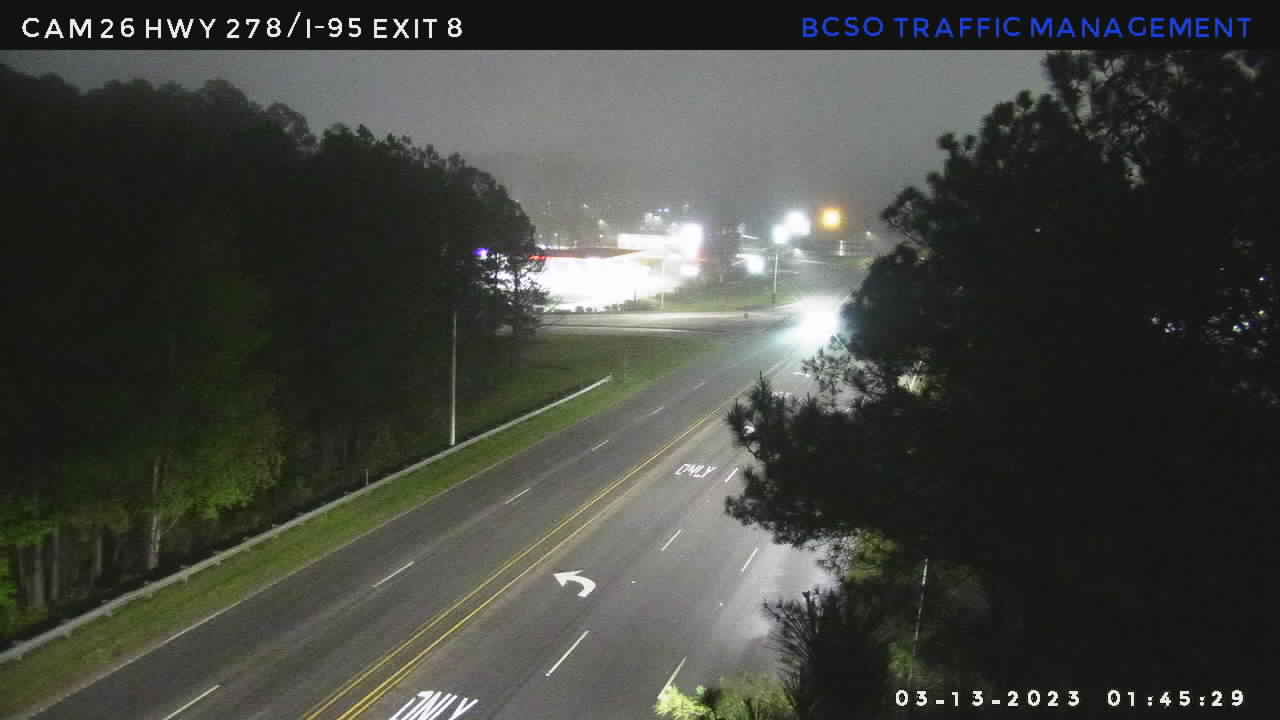 CAM26 HWY 278/I-95 EXIT 8
BCSO TRAFFIC MANAGEMENT
ONLY
ONLY
03-13-2023 01:45:29